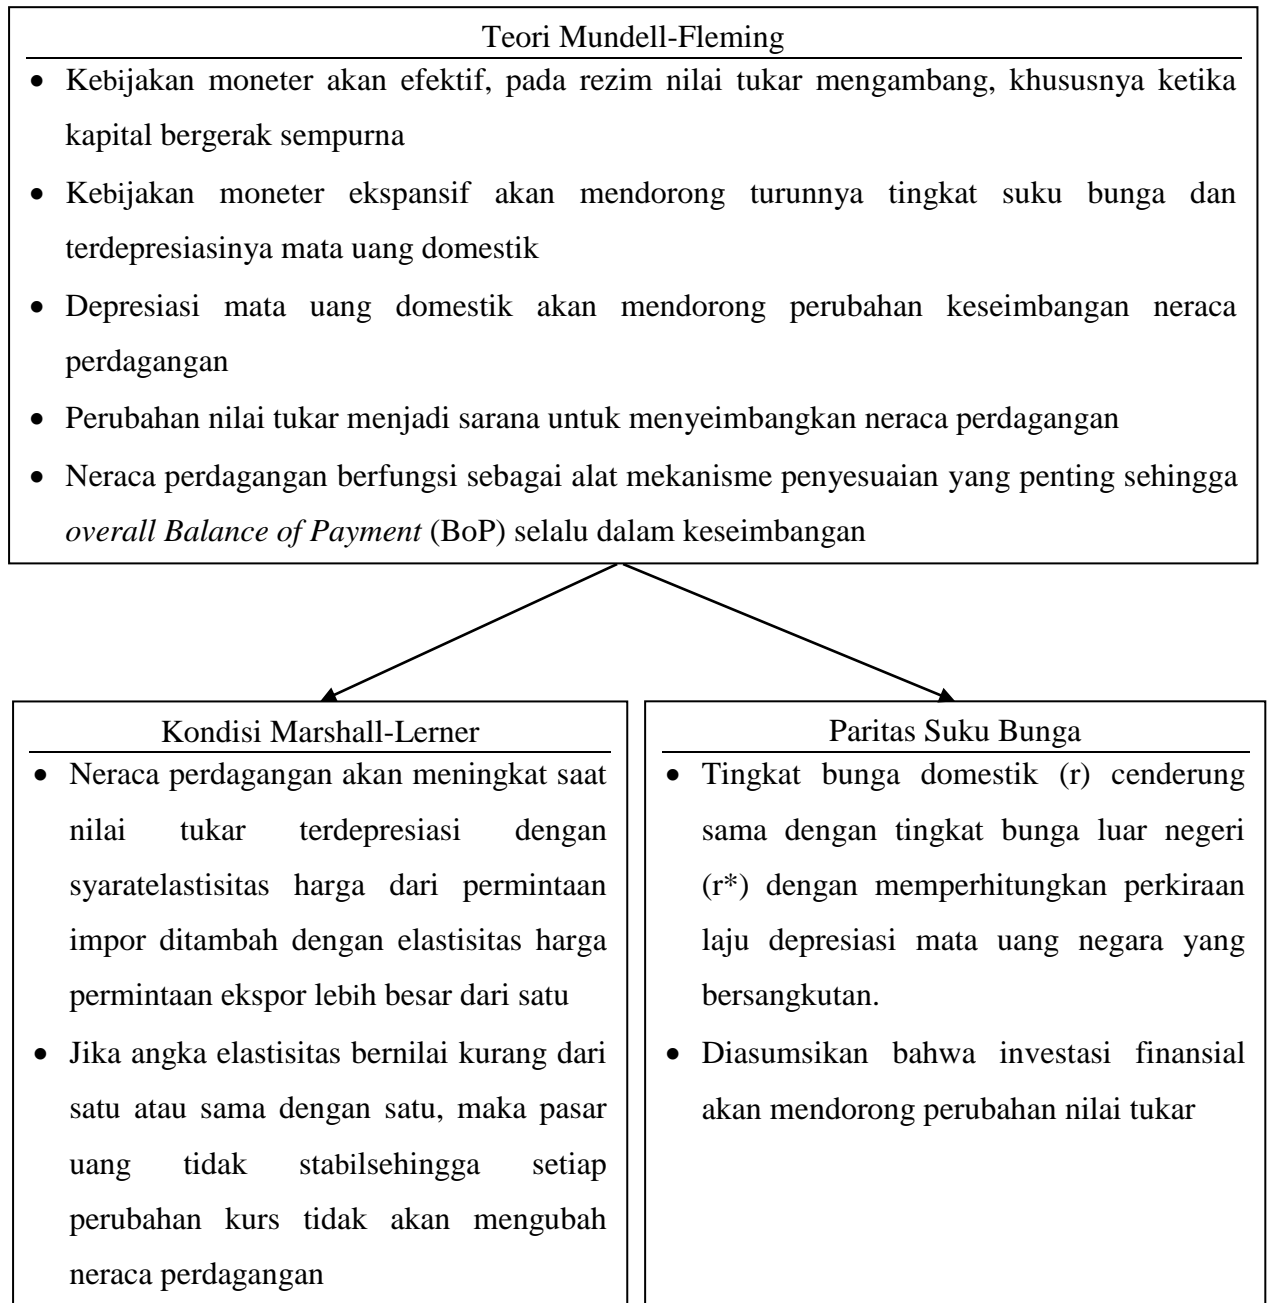 Teori Mundell-Fleming
• Kebijakan moneter akan efektif, pada rezim nilai tukar mengambang, khususnya ketika
kapital bergerak sempurna
• Kebijakan moneter ekspansif akan mendorong turunnya tingkat suku bunga dan
terdepresiasinya mata uang domestik
• Depresiasi mata uang domestik akan mendorong perubahan keseimbangan neraca
perdagangan
• Perubahan nilai tukar menjadi sarana untuk menyeimbangkan neraca perdagangan
• Neraca perdagangan berfungsi sebagai alat mekanisme penyesuaian yang penting sehingga
overall Balance of Payment (BoP) selalu dalam keseimbangan
Kondisi Marshall-Lerner
• Neraca perdagangan akan meningkat saat
nilai tukar terdepresiasi dengan
syaratelastisitas harga dari permintaan
impor ditambah dengan elastisitas harga
permintaan ekspor lebih besar dari satu
• Jika angka elastisitas bernilai kurang dari
satu atau sama dengan satu, maka pasar
uang tidak stabilsehingga setiap
perubahan kurs tidak akan mengubah
neraca perdagangan
Paritas Suku Bunga
• Tingkat bunga domestik (r) cenderung
sama dengan tingkat bunga luar negeri
(r*) dengan memperhitungkan perkiraan
laju depresiasi mata uang negara yang
bersangkutan.
• Diasumsikan bahwa investasi finansial
akan mendorong perubahan nilai tukar